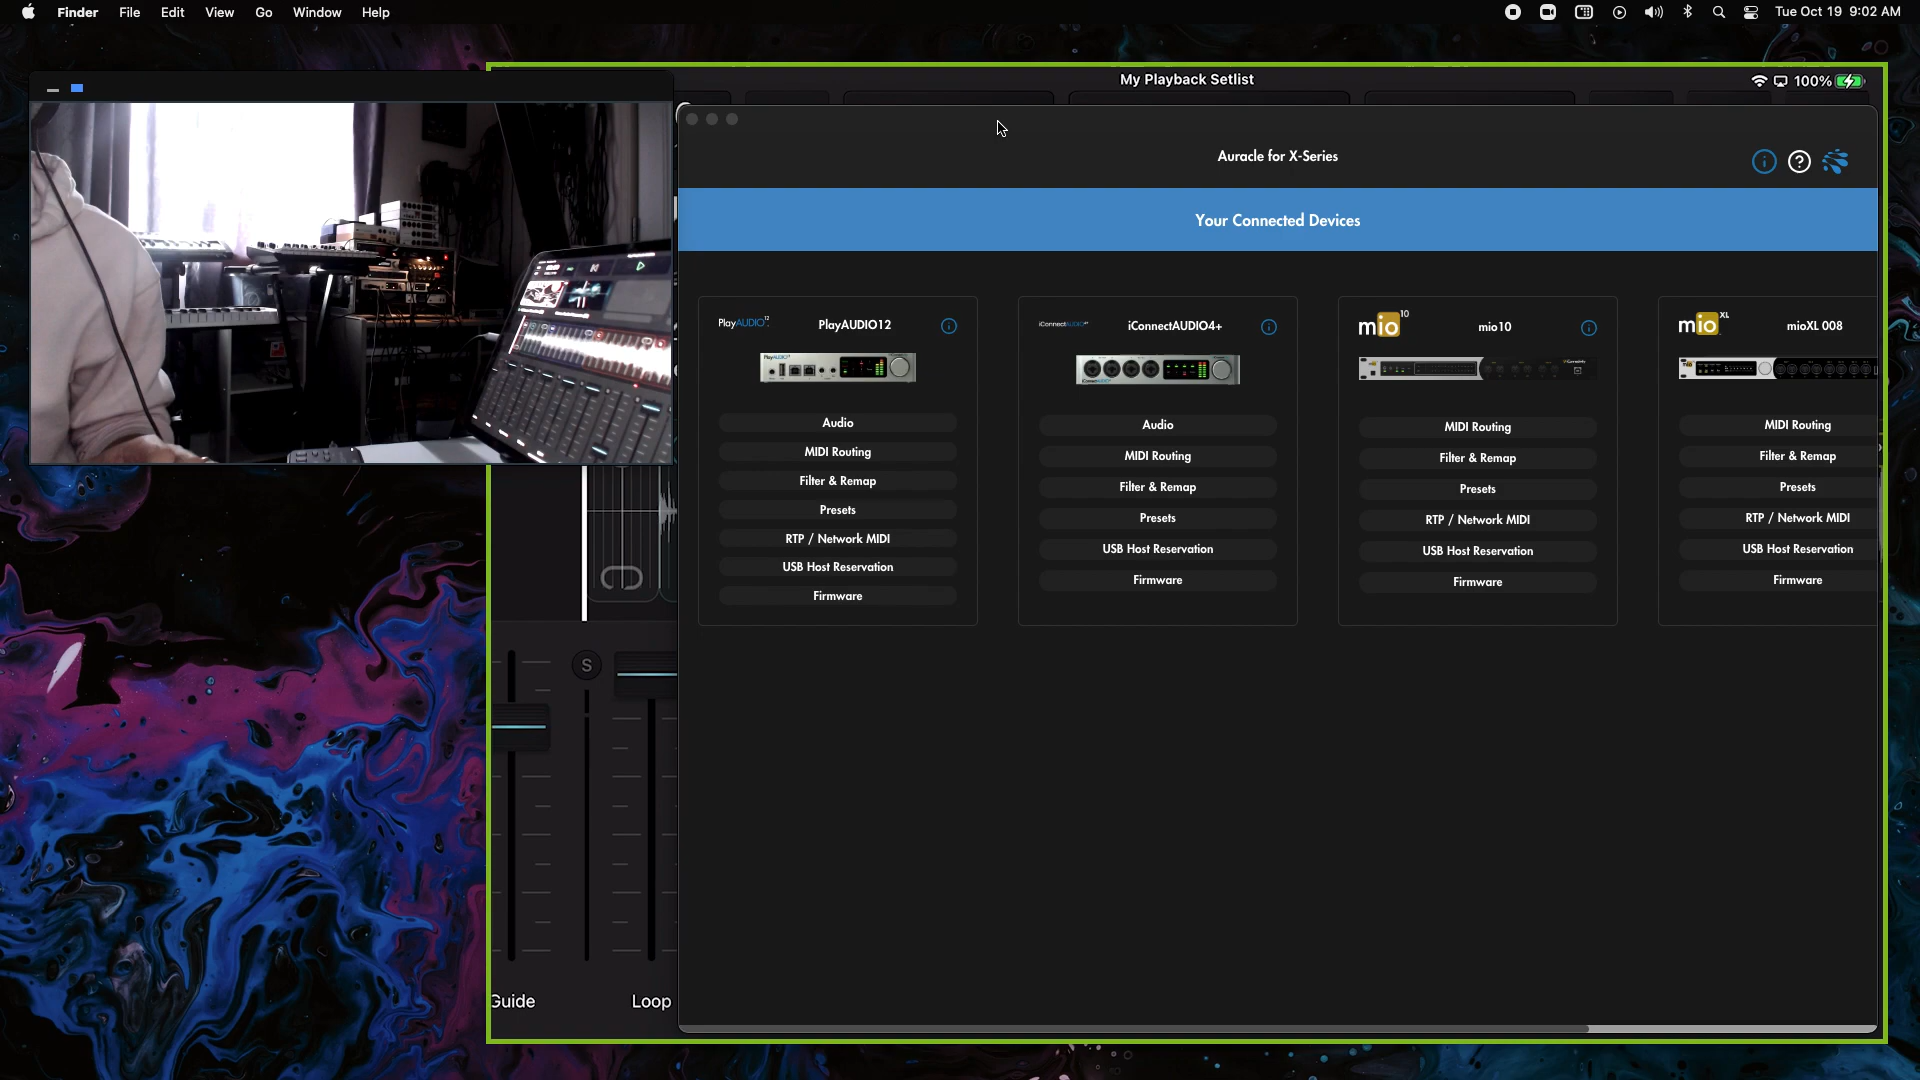 Finder File Edit View Go Window Help
Tue Oct 19 9:02 AM
My Playback Setlist
100%
Auracle for X-Series
Your Connected Devices
PlayAUDIO12
PlayAUDIO12
Audio
MIDI Routing
Filter & Remap
Presets
RTP / Network MIDI
USB Host Reservation
Firmware
iConnectAUDIO4+
iConnectAUDIO4+
Audio
MIDI Routing
Filter & Remap
Presets
USB Host Reservation
Firmware
mio10
mio10
MIDI Routing
Filter & Remap
Presets
RTP / Network MIDI
USB Host Reservation
Firmware
mioXL
mioXL 008
MIDI Routing
Filter & Remap
Presets
RTP / Network MIDI
USB Host Reservation
Firmware
S
Guide
Loop